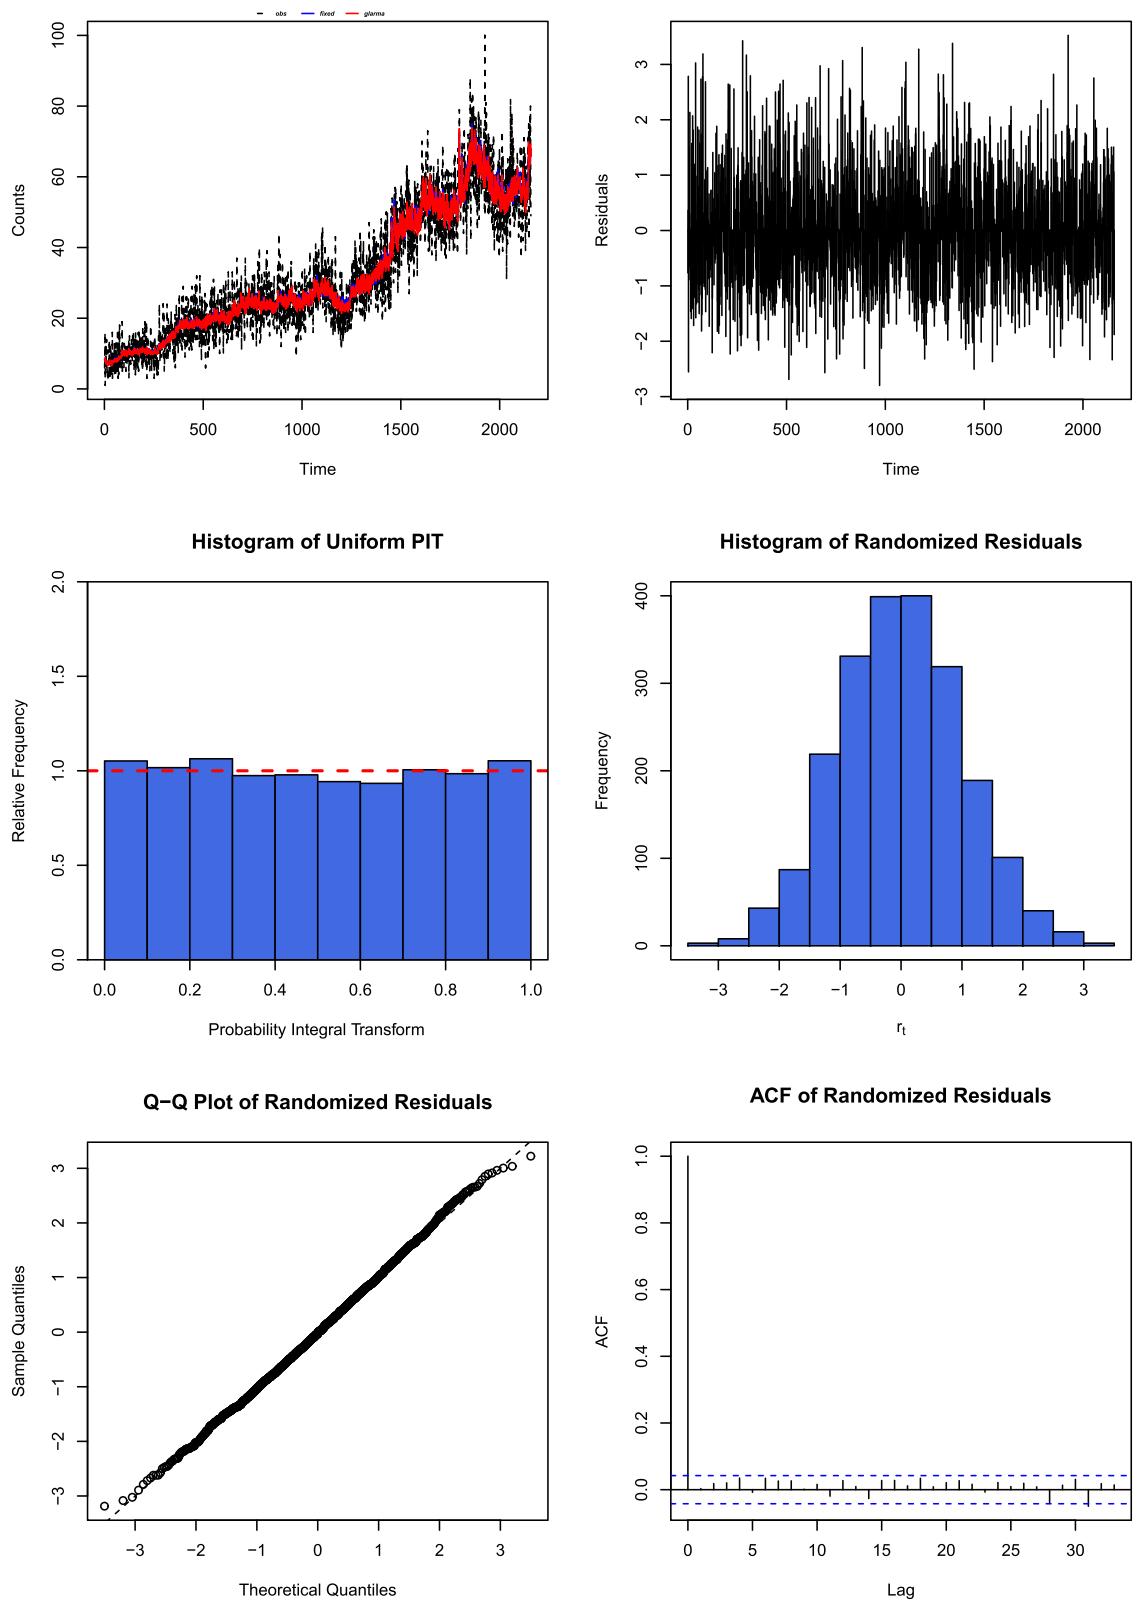 obs fixed glarma
0 20 40 60 80 100
Counts
0 500 1000 1500 2000
Time
−3 −2 −1 0 1 2 3
Residuals
0 500 1000 1500 2000
Time
Histogram of Uniform PIT
0.0 0.5 1.0 1.5 2.0
Relative Frequency
0.0 0.2 0.4 0.6 0.8 1.0
Probability Integral Transform
Histogram of Randomized Residuals
0 100 200 300 400
Frequency
−3 −2 −1 0 1 2 3
rt
Q−Q Plot of Randomized Residuals
−3 −2 −1 0 1 2 3
Sample Quantiles
−3 −2 −1 0 1 2 3
Theoretical Quantiles
ACF of Randomized Residuals
0.0 0.2 0.4 0.6 0.8 1.0
ACF
0 5 10 15 20 25 30
Lag